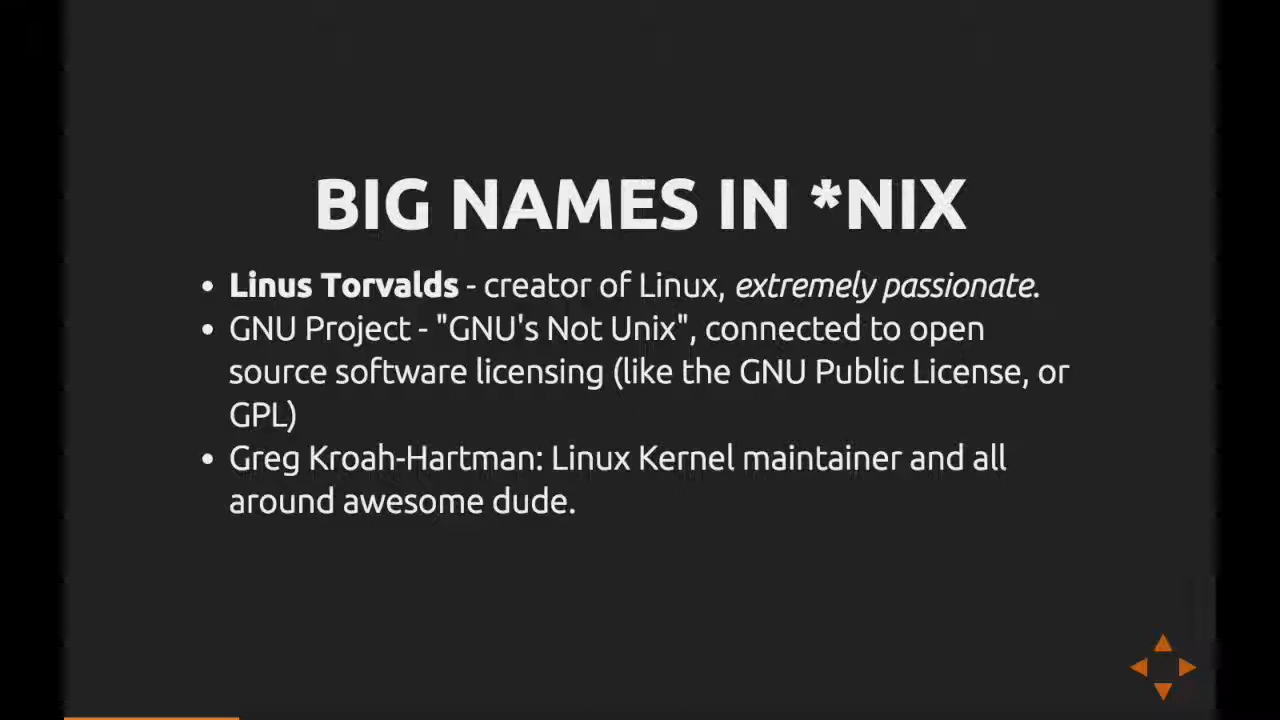 BIG NAMES IN *NIX
• Linus Torvalds - creator of Linux, extremely passionate.
• GNU Project - "GNU's Not Unix", connected to open
source software licensing (like the GNU Public License, or
GPL)
• Greg Kroah-Hartman: Linux Kernel maintainer and all
around awesome dude.